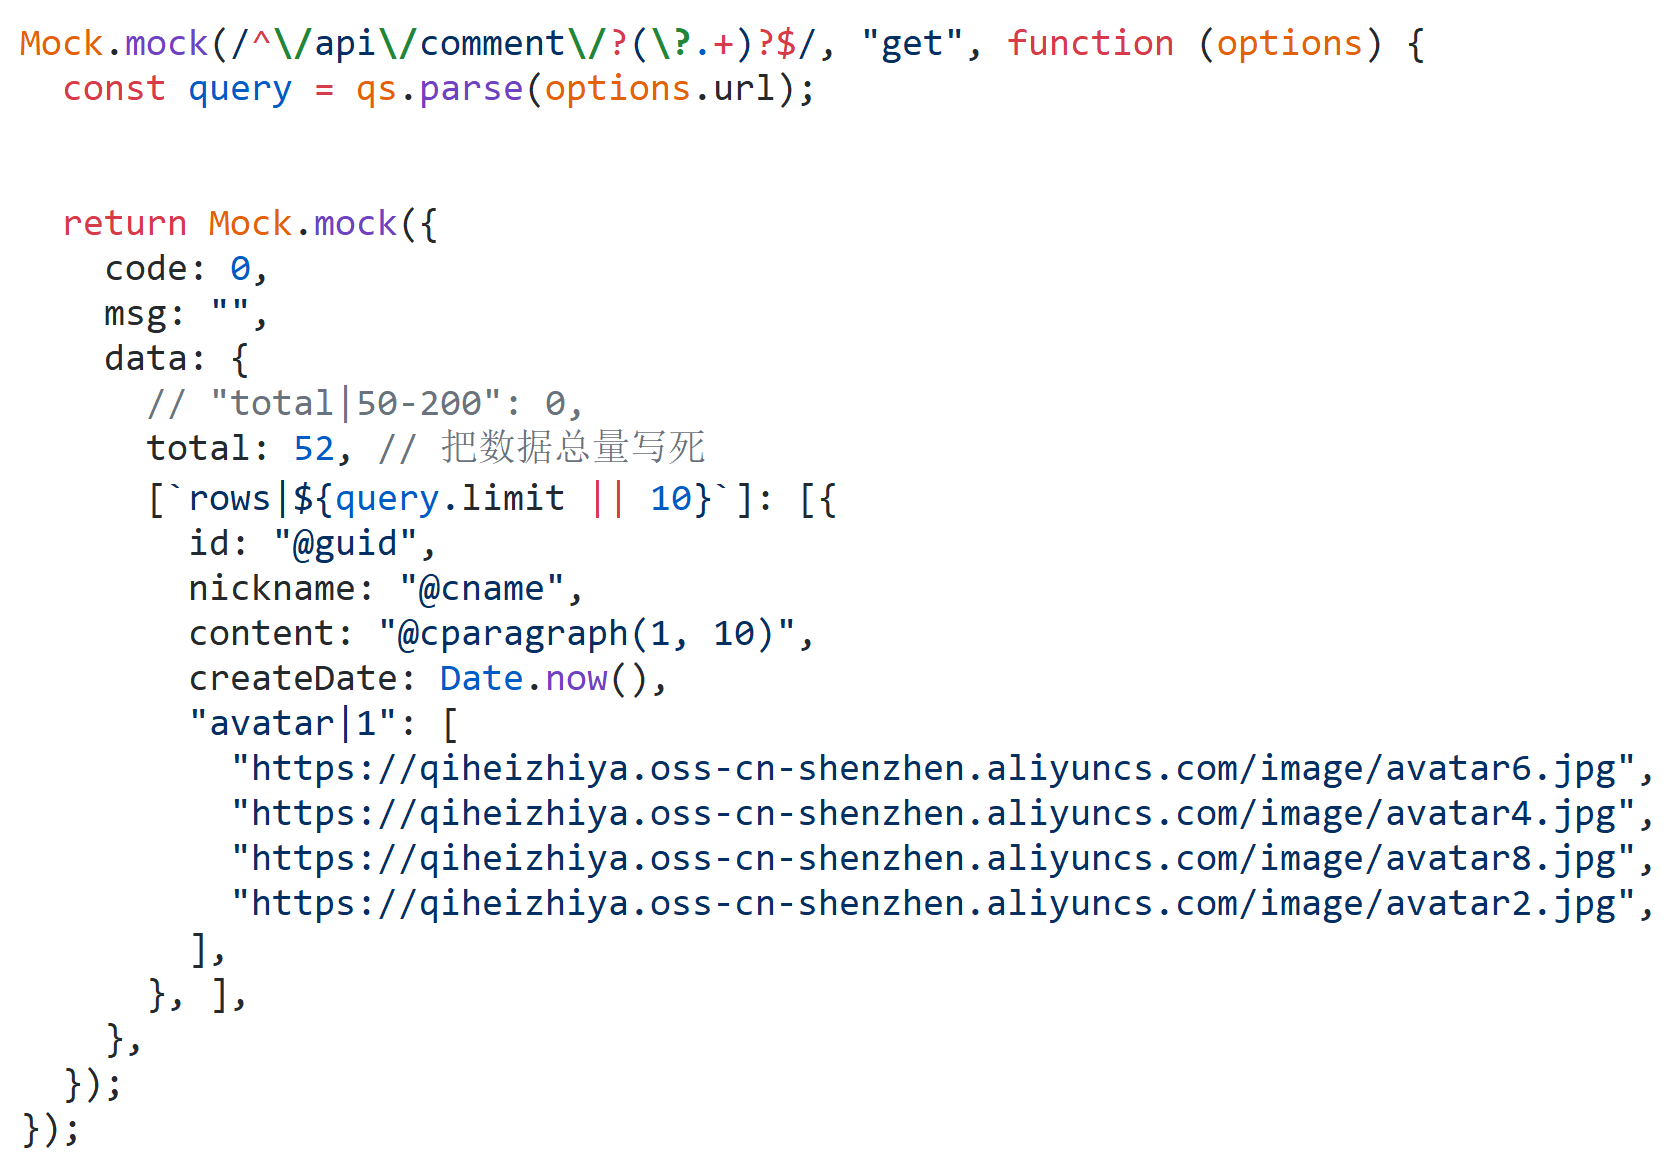 Mock.mock(/^\/api\/comment\/?(\?.+)?$/, "get", function (options) {
  const query = qs.parse(options.url);
  return Mock.mock({
    code: 0,
    msg: "",
    data: {
      // "total|50-200": 0,
      total: 52, // 把数据总量写死
      [`rows|${query.limit || 10}`]: [{
        id: "@guid",
        nickname: "@cname",
        content: "@cparagraph(1, 10)",
        createDate: Date.now(),
        "avatar|1": [
          "https://qiheizhiya.oss-cn-shenzhen.aliyuncs.com/image/avatar6.jpg",
          "https://qiheizhiya.oss-cn-shenzhen.aliyuncs.com/image/avatar4.jpg",
          "https://qiheizhiya.oss-cn-shenzhen.aliyuncs.com/image/avatar8.jpg",
          "https://qiheizhiya.oss-cn-shenzhen.aliyuncs.com/image/avatar2.jpg",
        ],
      }, ],
    },
  });
});